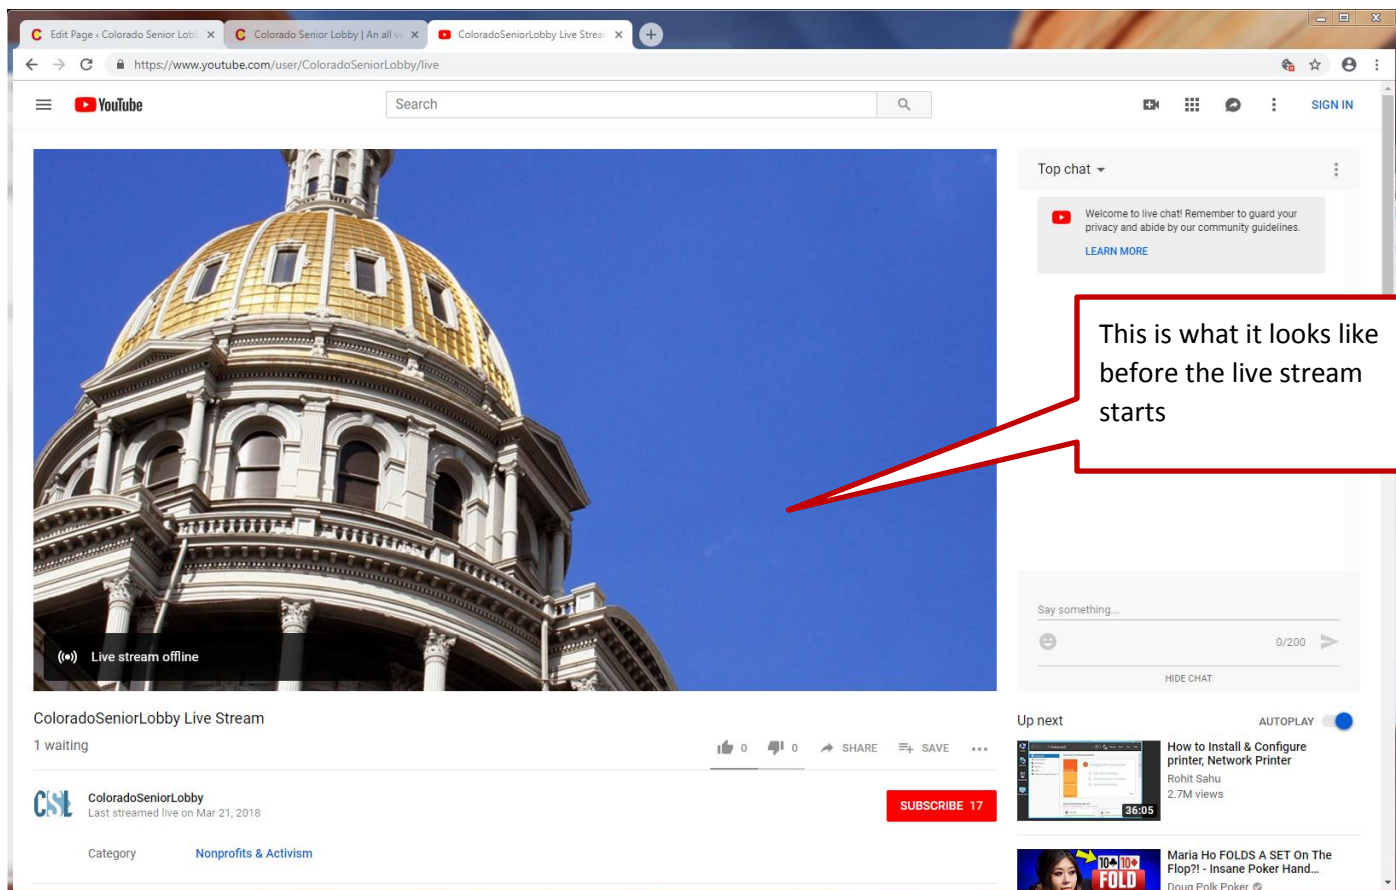 Edit Page ‹ Colorado Senior Lob
Colorado Senior Lobby | An all v
ColoradoSeniorLobby Live Strea
https://www.youtube.com/user/ColoradoSeniorLobby/live
YouTube
Search
SIGN IN
Top chat
Welcome to live chat! Remember to guard your
privacy and abide by our community guidelines.
LEARN MORE
This is what it looks like
before the live stream
starts
Say something...
0/200
HIDE CHAT
Live stream offline
ColoradoSeniorLobby Live Stream
1 waiting
0 0 SHARE SAVE
CSL
ColoradoSeniorLobby
Last streamed live on Mar 21, 2018
SUBSCRIBE 17
Category Nonprofits & Activism
Up next AUTOPLAY
How to Install & Configure
printer, Network Printer
Rohit Sahu
2.7M views
36:05
10♣ 10♦
FOLD
Maria Ho FOLDS A SET On The
Flop?! - Insane Poker Hand...
Doug Polk Poker